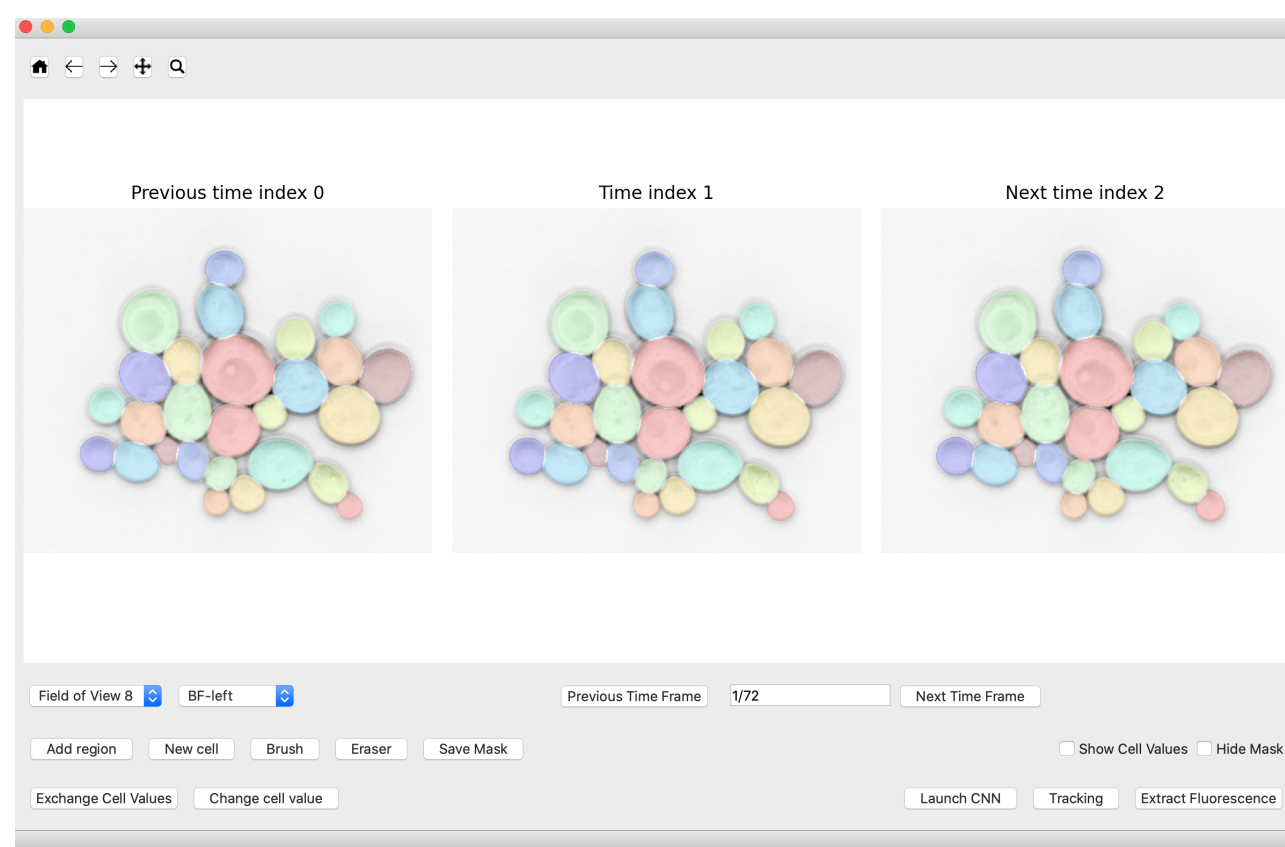 Previous time index 0
Time index 1
Next time index 2
Field of View 8
BF-left
Previous Time Frame
1/72
Next Time Frame
Add region
New cell
Brush
Eraser
Save Mask
Show Cell Values
Hide Mask
Exchange Cell Values
Change cell value
Launch CNN
Tracking
Extract Fluorescence